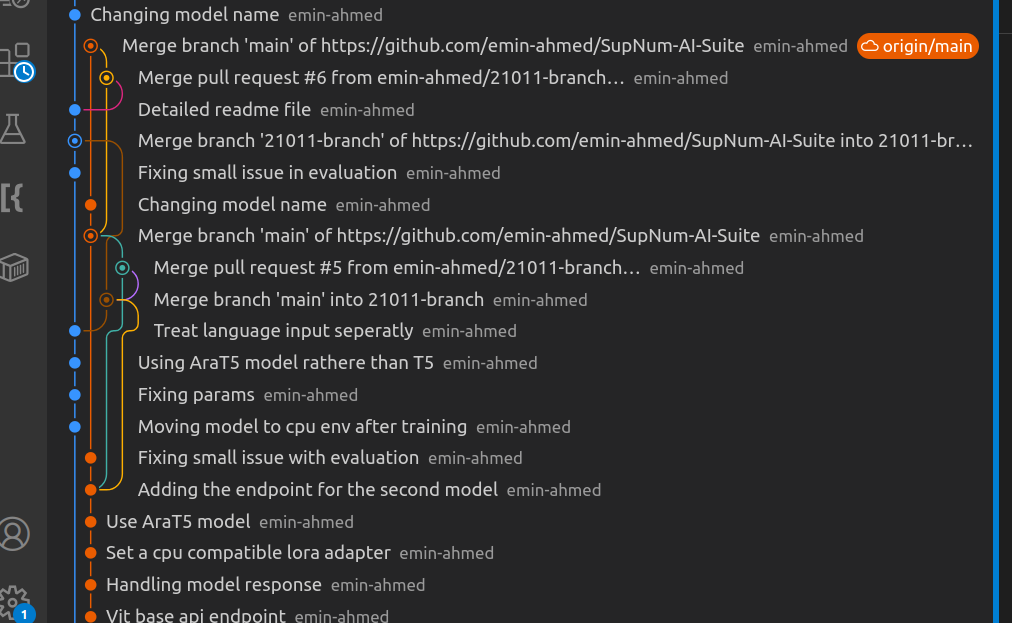 Changing model name emin-ahmed
Merge branch 'main' of https://github.com/emin-ahmed/SupNum-AI-Suite emin-ahmed origin/main
Merge pull request #6 from emin-ahmed/21011-branch… emin-ahmed
Detailed readme file emin-ahmed
Merge branch '21011-branch' of https://github.com/emin-ahmed/SupNum-AI-Suite into 21011-br…
Fixing small issue in evaluation emin-ahmed
Changing model name emin-ahmed
Merge branch 'main' of https://github.com/emin-ahmed/SupNum-AI-Suite emin-ahmed
Merge pull request #5 from emin-ahmed/21011-branch… emin-ahmed
Merge branch 'main' into 21011-branch emin-ahmed
Treat language input seperatly emin-ahmed
Using AraT5 model rathere than T5 emin-ahmed
Fixing params emin-ahmed
Moving model to cpu env after training emin-ahmed
Fixing small issue with evaluation emin-ahmed
Adding the endpoint for the second model emin-ahmed
Use AraT5 model emin-ahmed
Set a cpu compatible lora adapter emin-ahmed
Handling model response emin-ahmed
Vit base api endpoint emin-ahmed
1